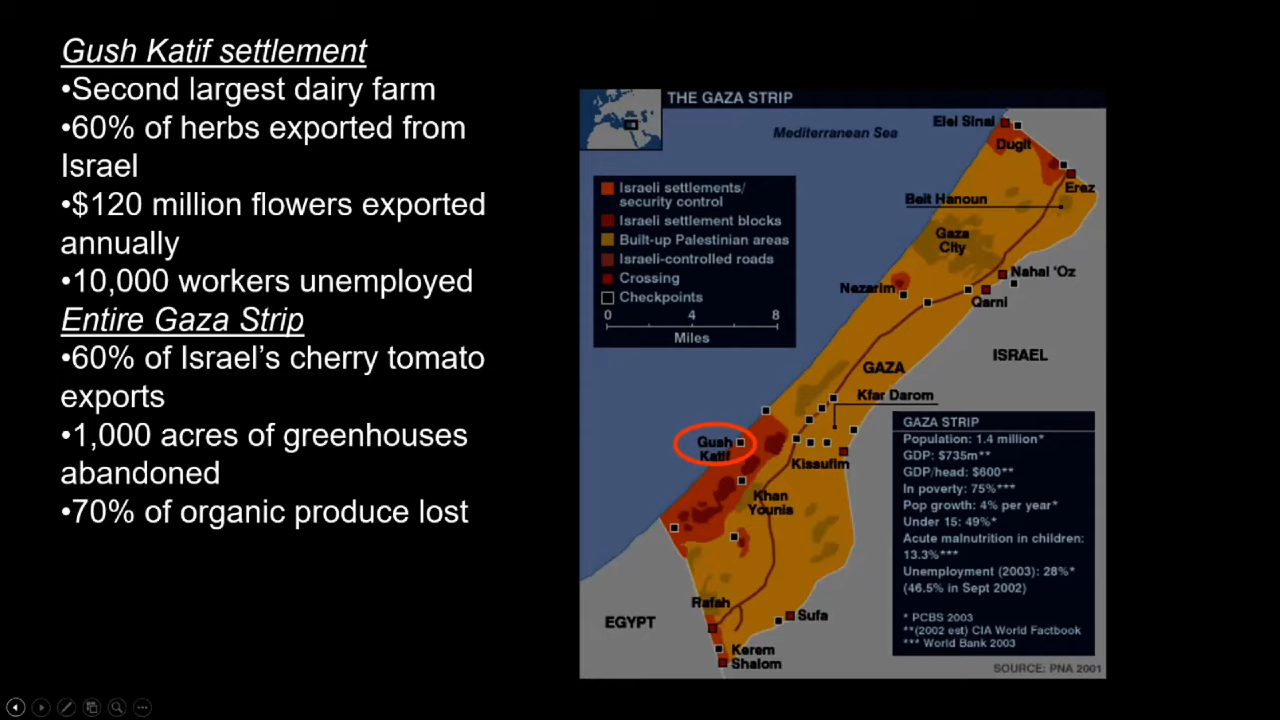 Gush Katif settlement
•Second largest dairy farm
•60% of herbs exported from
Israel
•$120 million flowers exported
annually
•10,000 workers unemployed
Entire Gaza Strip
•60% of Israel’s cherry tomato
exports
•1,000 acres of greenhouses
abandoned
•70% of organic produce lost
THE GAZA STRIP
Mediterranean Sea
Israeli settlements/
security control
Israeli settlement blocks
Built-up Palestinian areas
Israeli-controlled roads
Crossing
Checkpoints
0 4 8
Miles
Elei Sinai
Dugit
Erez
Beit Hanoun
Gaza
City
Nahal 'Oz
Nezarim
Qarni
ISRAEL
GAZA
Kfar Darom
Gush
Katif
Kissufim
Khan
Younis
Rafah
EGYPT
Sufa
Kerem
Shalom
GAZA STRIP
Population: 1.4 million*
GDP: $735m**
GDP/head: $600**
In poverty: 75%***
Pop growth: 4% per year*
Under 15: 49%*
Acute malnutrition in children:
13.3%***
Unemployment (2003): 28%*
(46.5% in Sept 2002)
* PCBS 2003
**(2002 est) CIA World Factbook
*** World Bank 2003
SOURCE: PNA 2001